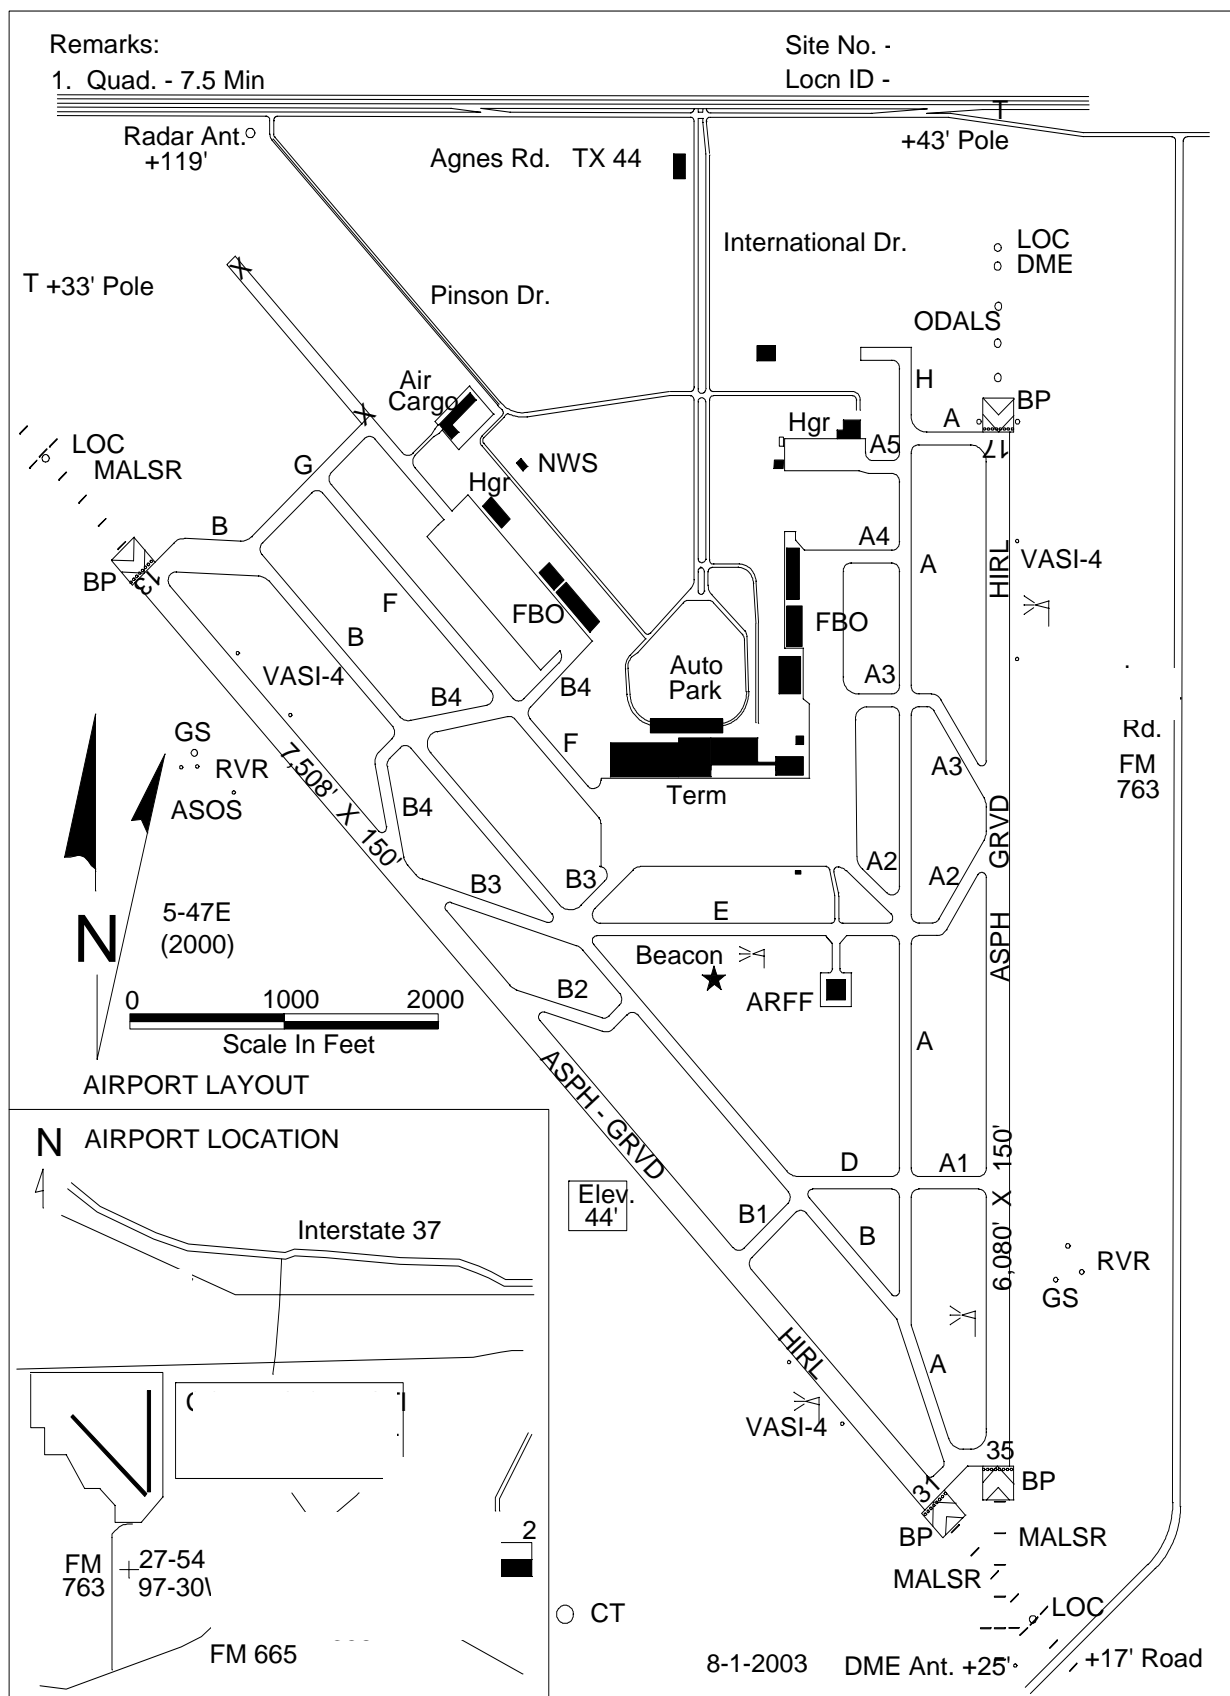 Remarks:
Site No. -
1. Quad. - 7.5 Min
Locn ID -
T
Radar Ant.
+119'
Agnes Rd. TX 44
+43' Pole
International Dr.
LOC
DME
T +33' Pole
Pinson Dr.
ODALS
X
Air
Cargo
H
BP
X
A
Hgr
A5
17
LOC
MALSR
G
NWS
Hgr
B
A4
BP
13
A
HIRL
VASI-4
F
FBO
FBO
B
VASI-4
Auto
Park
B4
B4
A3
GS
RVR
ASOS
7,508' X 150'
F
Term
A3
Rd.
FM
763
B4
GRVD
B3
B3
A2
A2
N
5-47E
(2000)
E
ASPH
Beacon
ARFF
B2
0 1000 2000
Scale In Feet
A
ASPH - GRVD
AIRPORT LAYOUT
N AIRPORT LOCATION
D
A1
Elev.
44'
B1
B
6,080' X 150'
Interstate 37
RVR
GS
HIRL
A
VASI-4
35
31
BP
BP
MALSR
MALSR
2
FM
763
27-54
97-30
CT
LOC
FM 665
8-1-2003
DME Ant. +25'
+17' Road